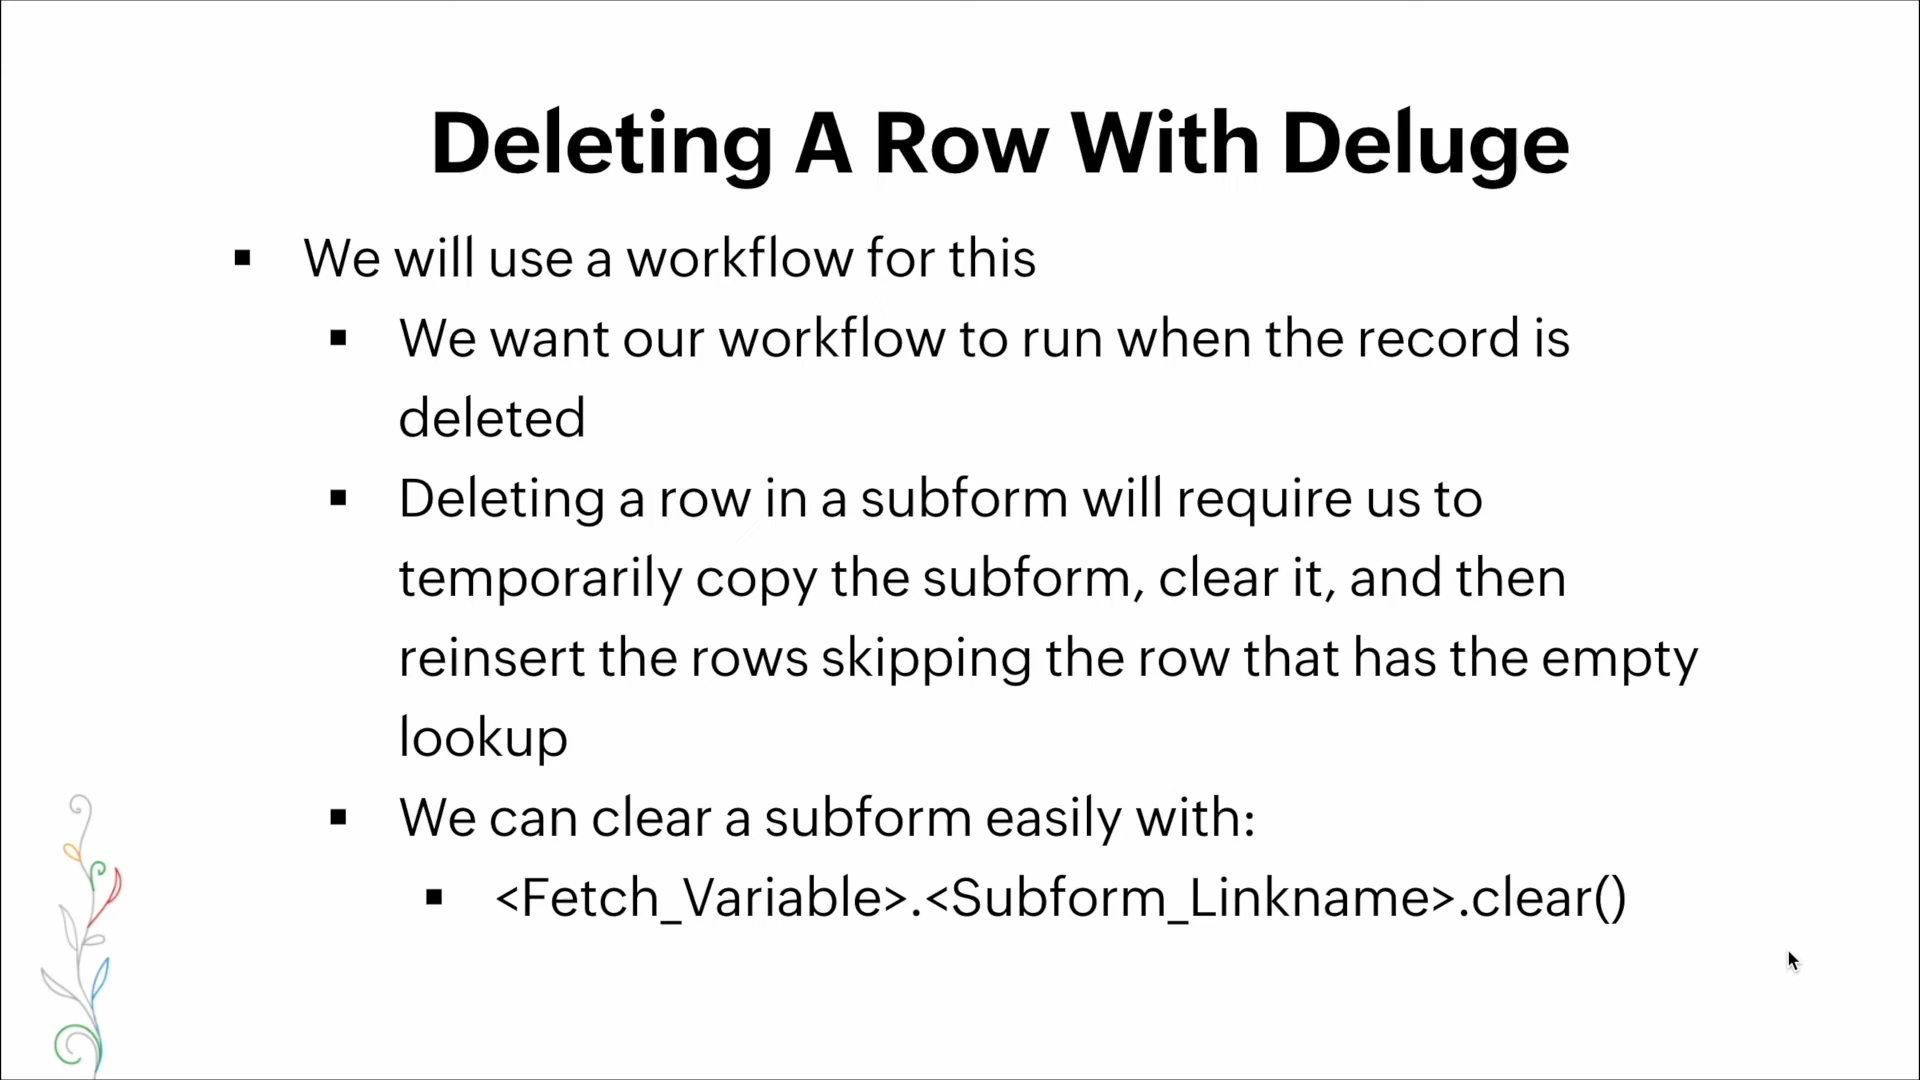 Deleting A Row With Deluge
▪ We will use a workflow for this
▪ We want our workflow to run when the record is
deleted
▪ Deleting a row in a subform will require us to
temporarily copy the subform, clear it, and then
reinsert the rows skipping the row that has the empty
lookup
▪ We can clear a subform easily with:
▪ <Fetch_Variable>.<Subform_Linkname>.clear()